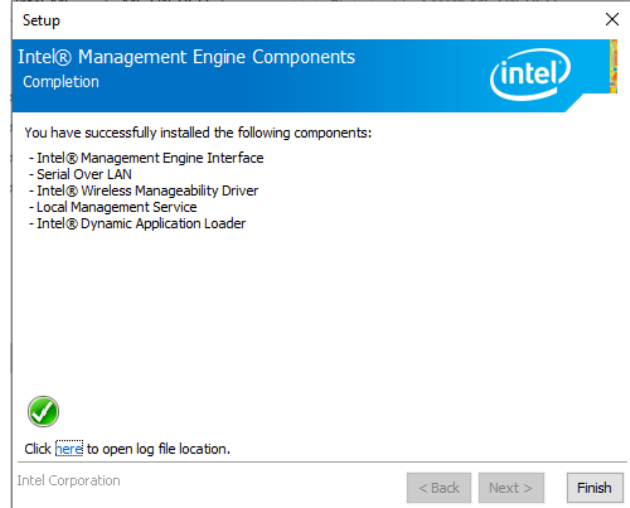 Setup
Intel® Management Engine Components
Completion
intel
You have successfully installed the following components:
- Intel® Management Engine Interface
- Serial Over LAN
- Intel® Wireless Manageability Driver
- Local Management Service
- Intel® Dynamic Application Loader
Click here to open log file location.
Intel Corporation
< Back
Next >
Finish